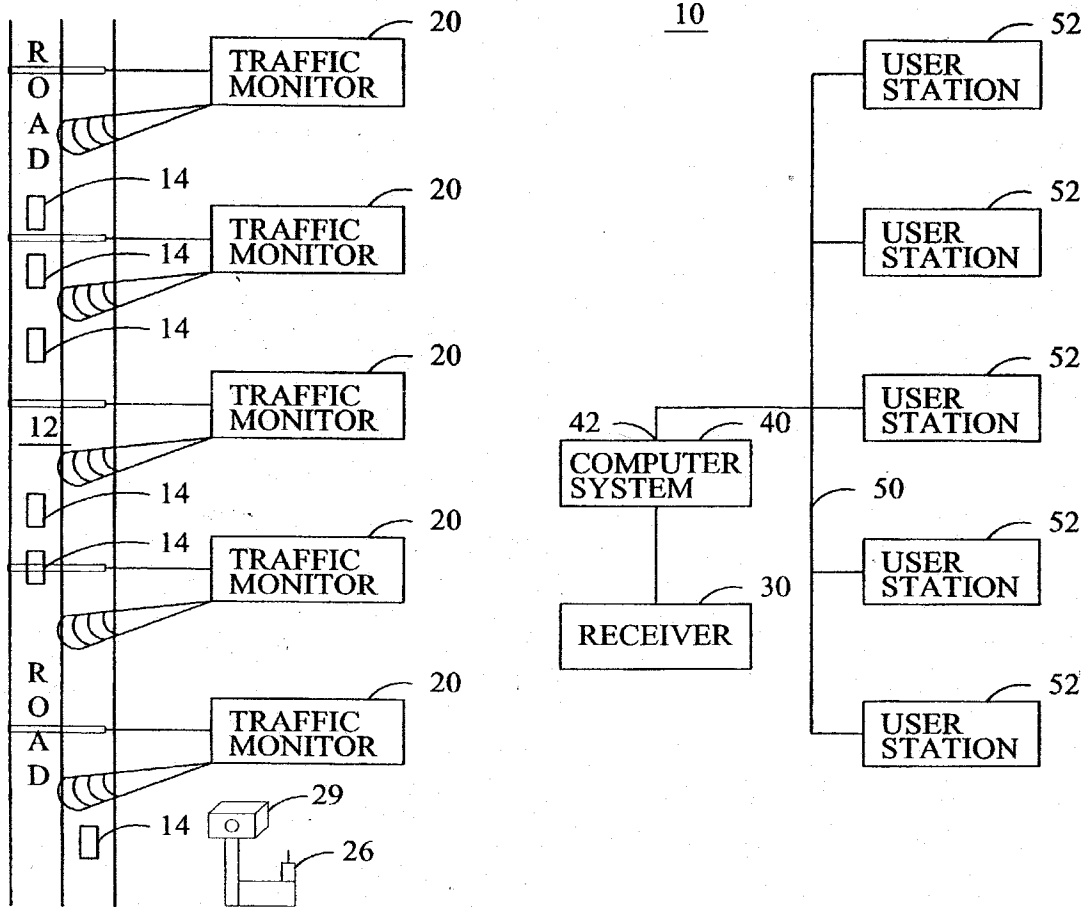 10
ROAD
20
TRAFFIC
MONITOR
52
USER
STATION
14
20
TRAFFIC
MONITOR
14
52
USER
STATION
14
20
TRAFFIC
MONITOR
12
52
USER
STATION
42
40
COMPUTER
SYSTEM
14
50
14
20
TRAFFIC
MONITOR
52
USER
STATION
30
RECEIVER
ROAD
20
TRAFFIC
MONITOR
52
USER
STATION
29
14
26